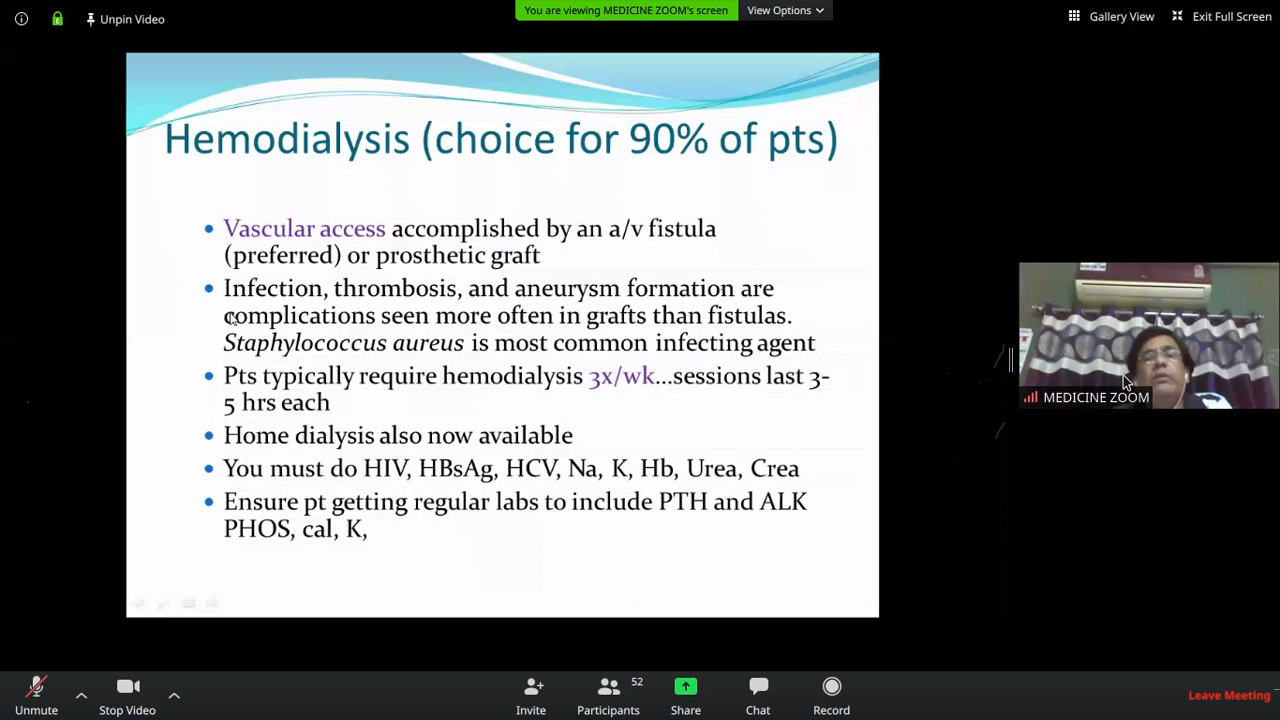 Unpin Video
You are viewing MEDICINE ZOOM's screen
View Options
Gallery View
Exit Full Screen
Hemodialysis (choice for 90% of pts)
• Vascular access accomplished by an a/v fistula
(preferred) or prosthetic graft
• Infection, thrombosis, and aneurysm formation are
complications seen more often in grafts than fistulas.
Staphylococcus aureus is most common infecting agent
• Pts typically require hemodialysis 3x/wk...sessions last 3-
5 hrs each
• Home dialysis also now available
• You must do HIV, HBsAg, HCV, Na, K, Hb, Urea, Crea
• Ensure pt getting regular labs to include PTH and ALK
PHOS, cal, K,
MEDICINE ZOOM
Unmute
Stop Video
Invite
Participants
52
Share
Chat
Record
Leave Meeting